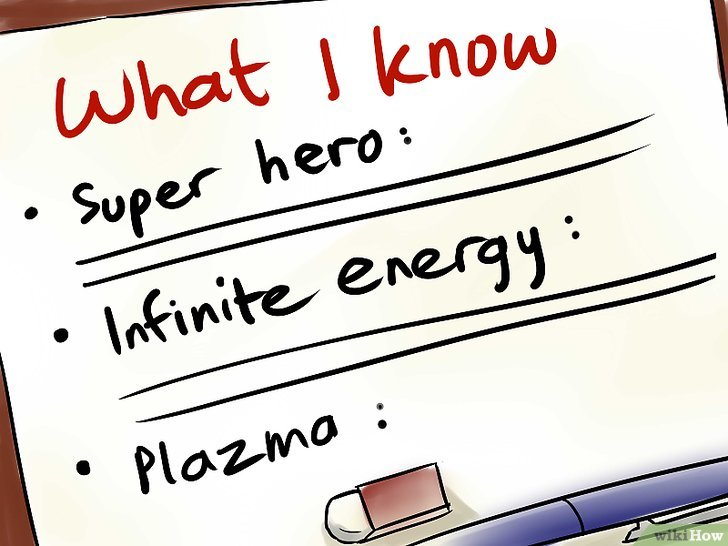 What I know
• Super hero:
• Infinite energy:
• Plazma:
wikiHow